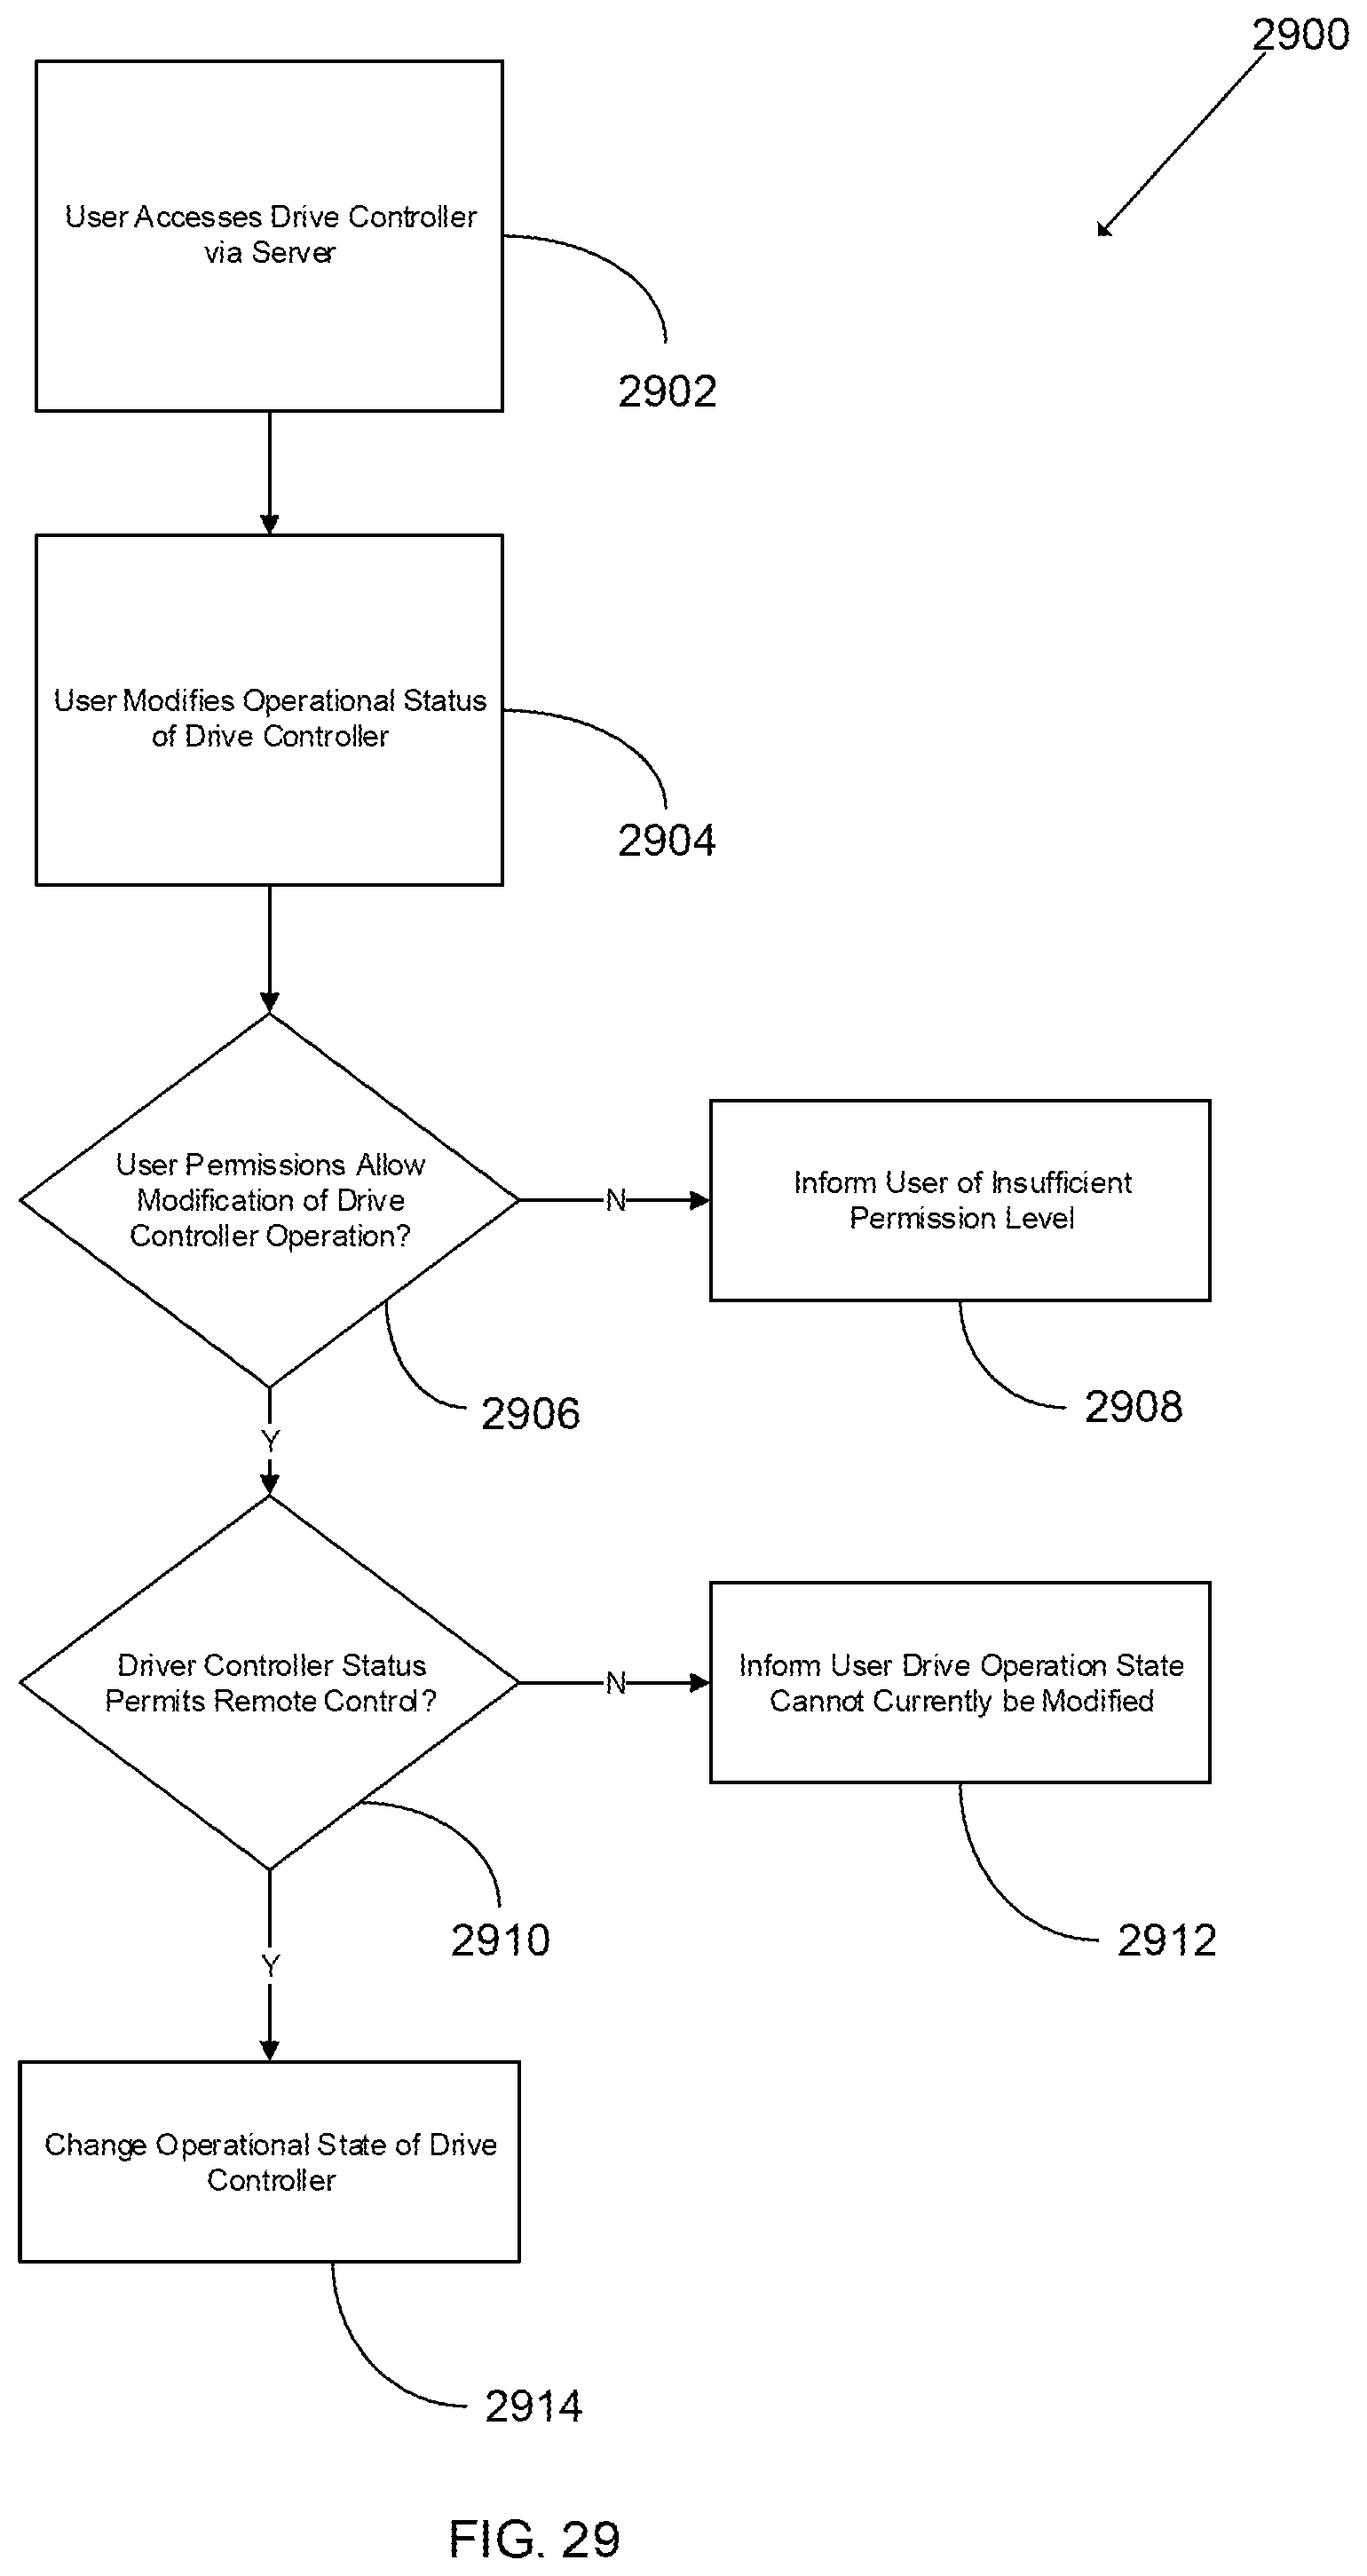 2900
User Accesses Drive Controller
via Server
2902
User Modifies Operational Status
of Drive Controller
2904
User Permissions Allow
Modification of Drive
Controller Operation?
N
Inform User of Insufficient
Permission Level
2906
2908
Y
Driver Controller Status
Permits Remote Control?
N
Inform User Drive Operation State
Cannot Currently be Modified
2910
2912
Y
Change Operational State of Drive
Controller
2914
FIG. 29